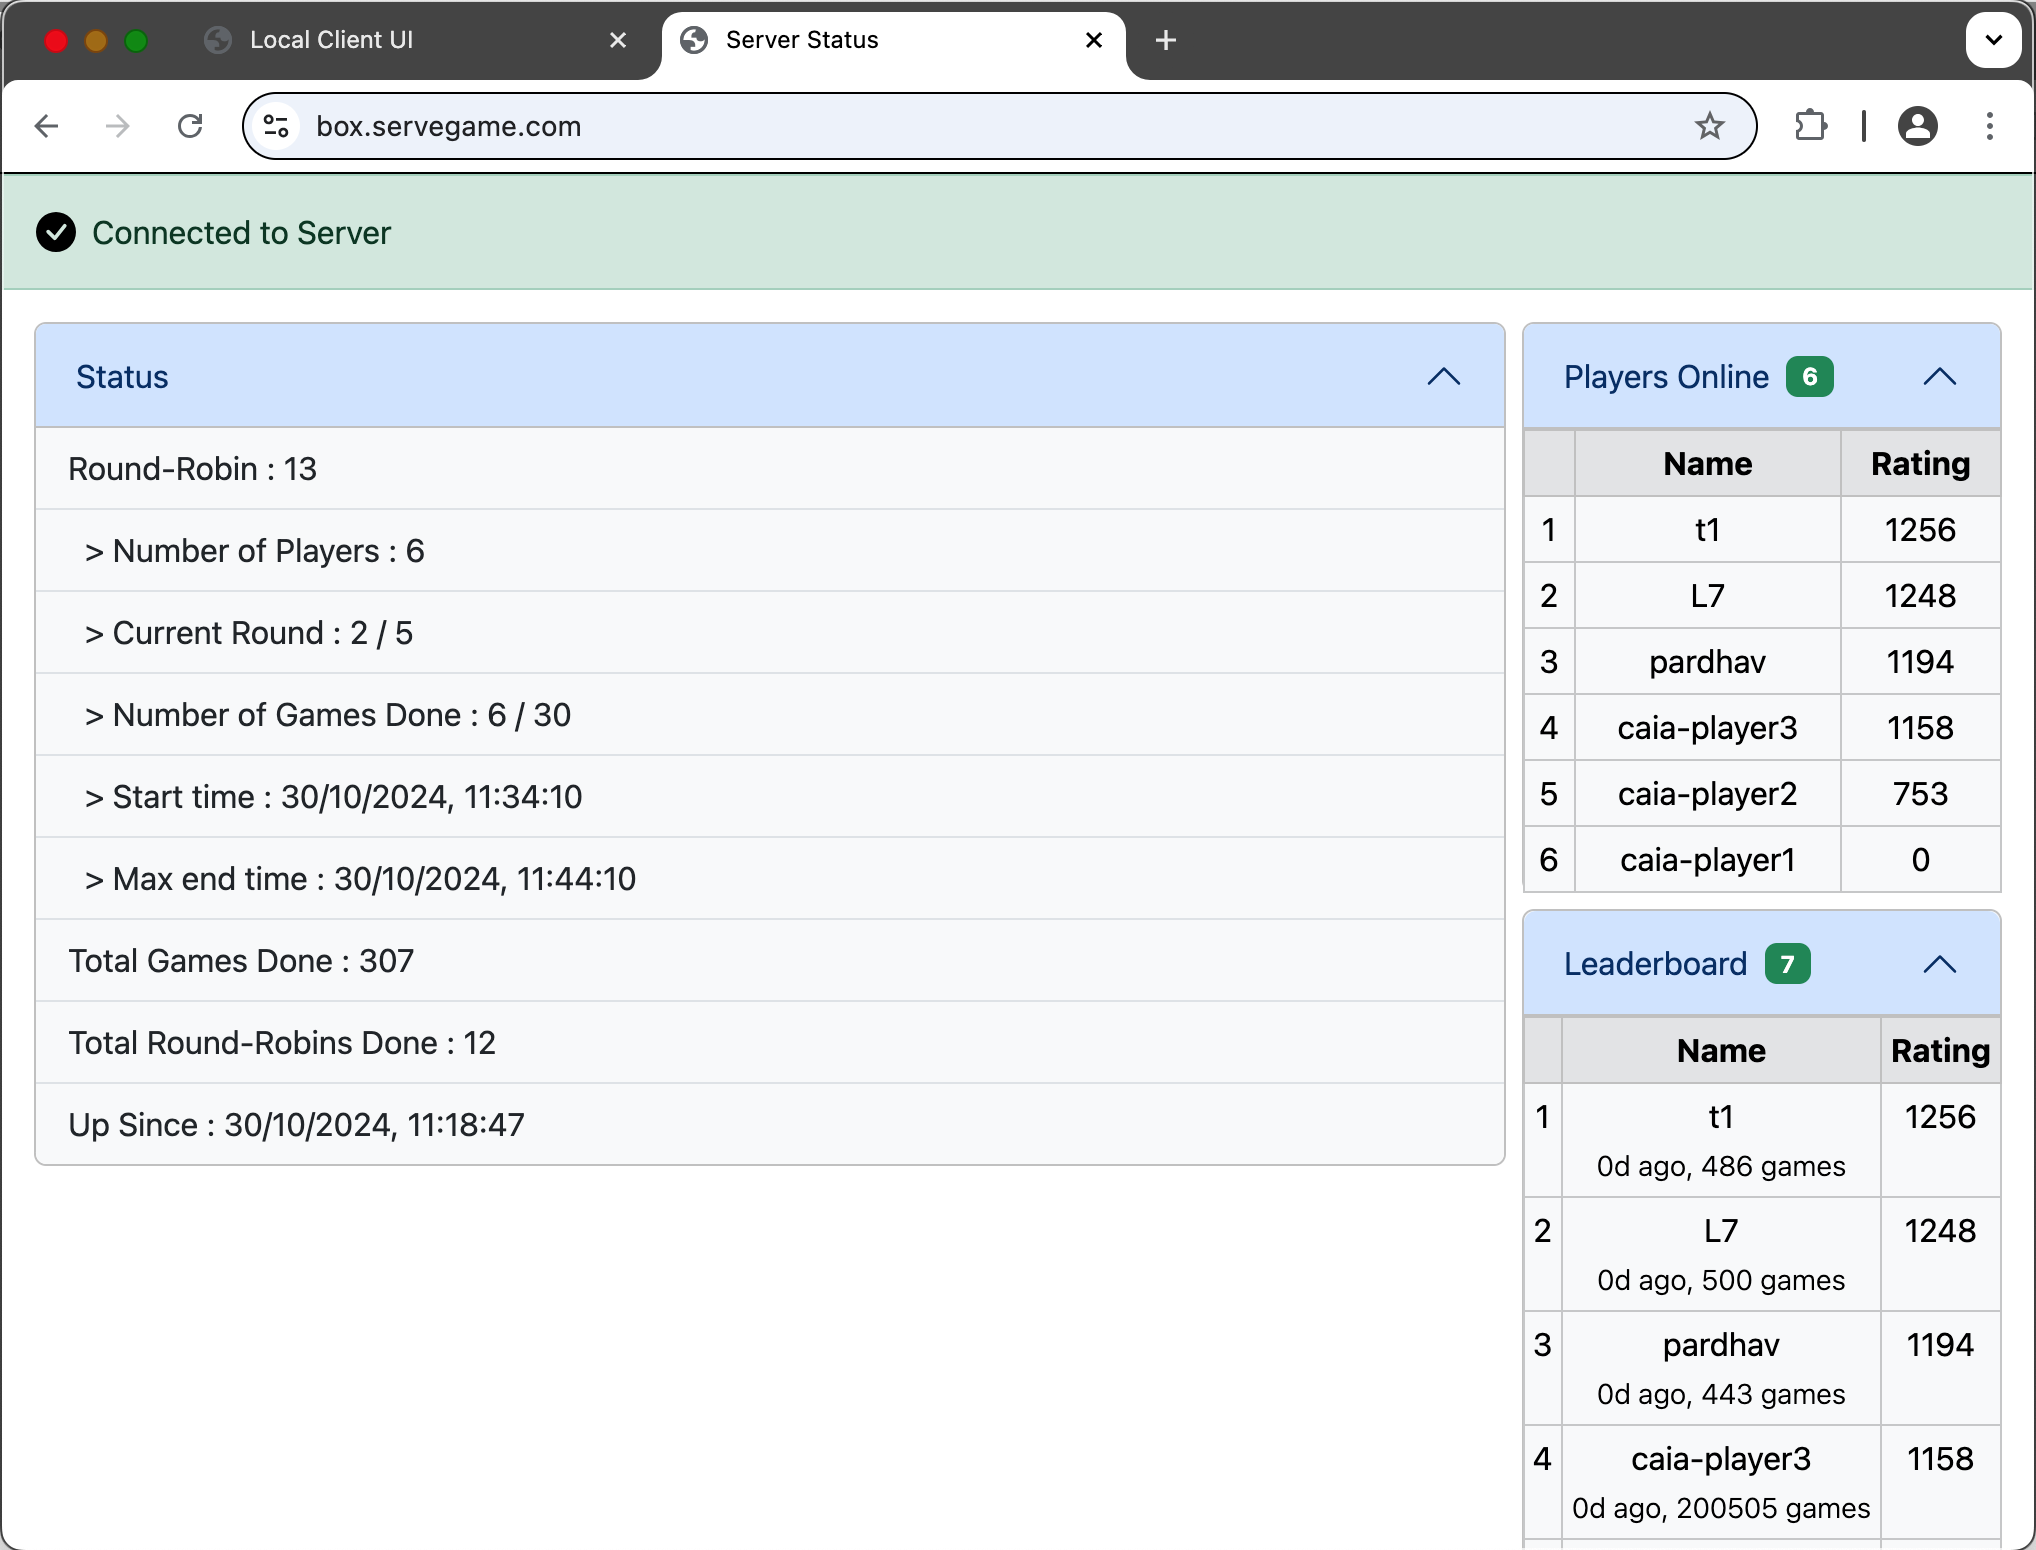 Local Client UI
Server Status
box.servegame.com
Connected to Server
Status
Round-Robin : 13
> Number of Players : 6
> Current Round : 2 / 5
> Number of Games Done : 6 / 30
> Start time : 30/10/2024, 11:34:10
> Max end time : 30/10/2024, 11:44:10
Total Games Done : 307
Total Round-Robins Done : 12
Up Since : 30/10/2024, 11:18:47
Players Online 6
Name Rating
1 t1 1256
2 L7 1248
3 pardhav 1194
4 caia-player3 1158
5 caia-player2 753
6 caia-player1 0
Leaderboard 7
Name Rating
1 t1 1256
0d ago, 486 games
2 L7 1248
0d ago, 500 games
3 pardhav 1194
0d ago, 443 games
4 caia-player3 1158
0d ago, 200505 games